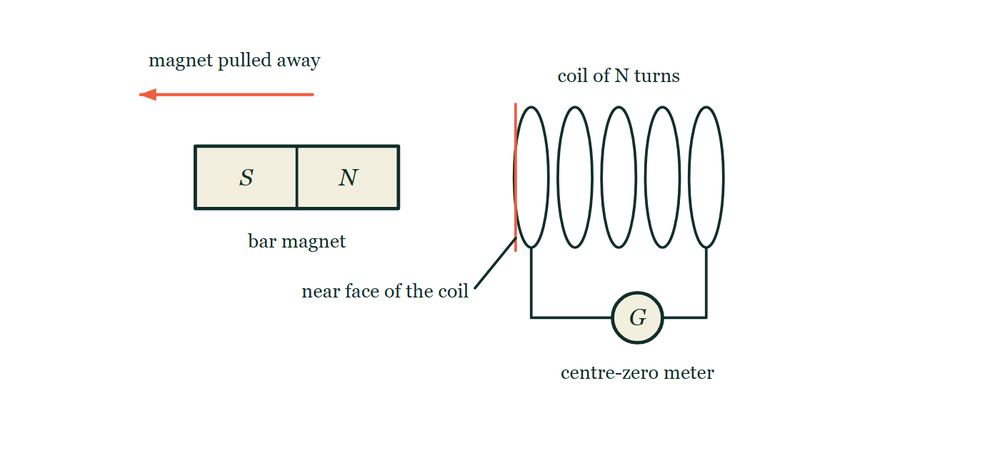 magnet pulled away
coil of N turns
S
N
bar magnet
near face of the coil
G
centre-zero meter